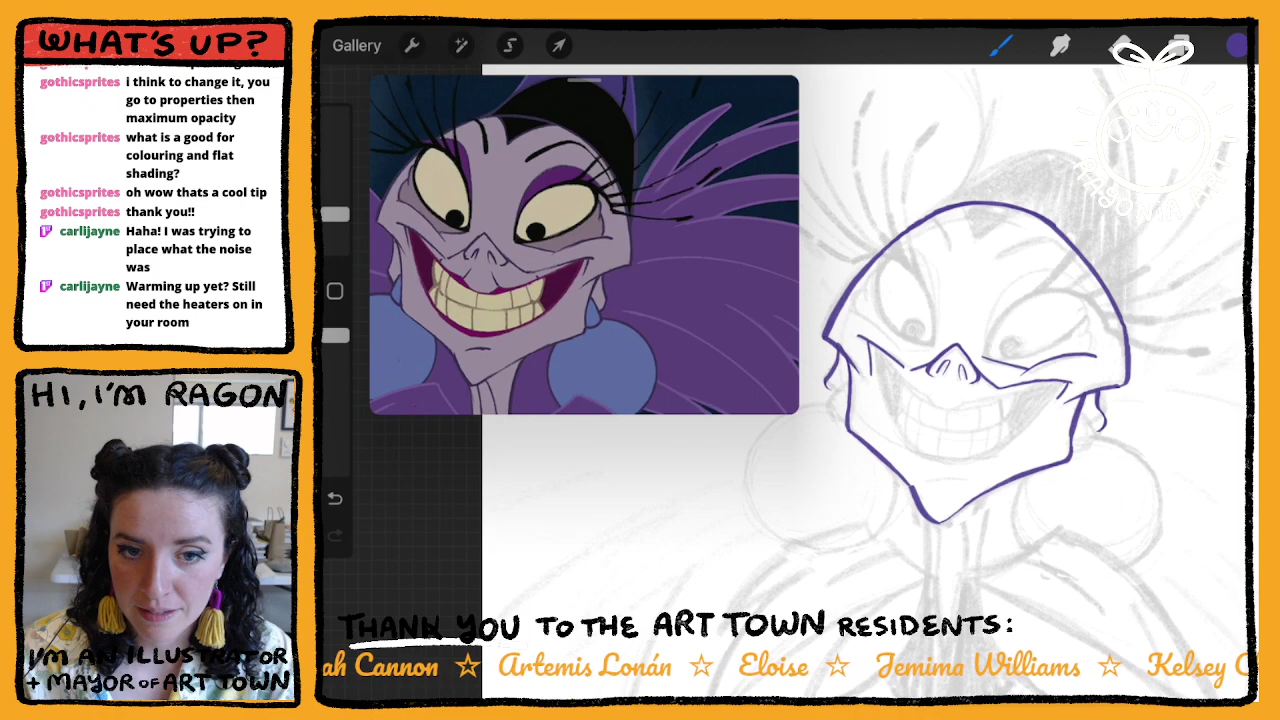 WHAT'S UP?
gothicsprites i think to change it, you
go to properties then
maximum opacity
gothicsprites what is a good for
colouring and flat
shading?
gothicsprites oh wow thats a cool tip
gothicsprites thank you!!
carlijayne Haha! I was trying to
place what the noise
was
carlijayne Warming up yet? Still
need the heaters on in
your room
HI, I'M RAGON
I'M AN ILLUSTRATOR
+ MAYOR OF ART TOWN
Gallery
THANK YOU TO THE ART TOWN RESIDENTS:
ah Cannon ☆ Artemis Lonán ☆ Eloise ☆ Jemima Williams ☆ Kelsey